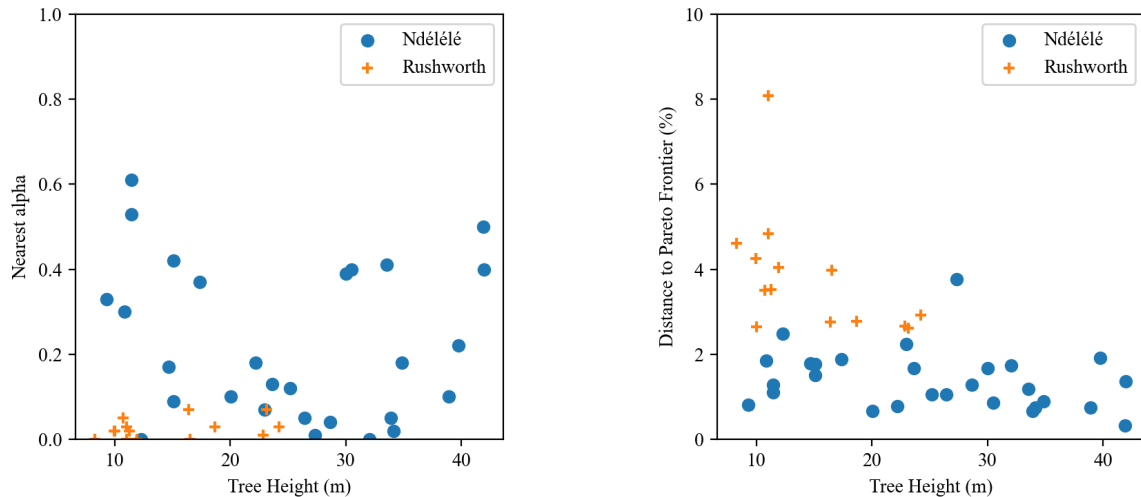 1.0
0.8
0.6
0.4
0.2
0.0
10
20
30
40
Nearest alpha
Tree Height (m)
Ndélélé
Rushworth
10
8
6
4
2
0
10
20
30
40
Distance to Pareto Frontier (%)
Tree Height (m)
Ndélélé
Rushworth